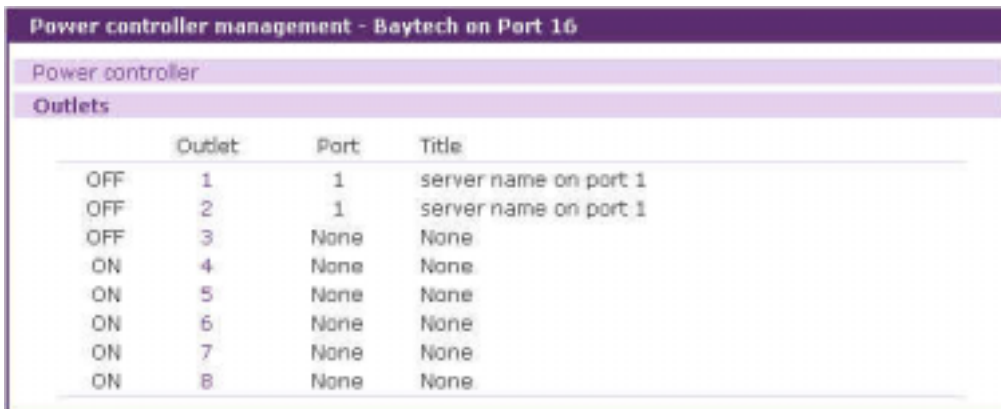 Power controller management - Baytech on Port 16
Power controller
Outlets
Outlet Port Title
OFF 1 1 server name on port 1
OFF 2 1 server name on port 1
OFF 3 None None
ON 4 None None
ON 5 None None
ON 6 None None
ON 7 None None
ON 8 None None